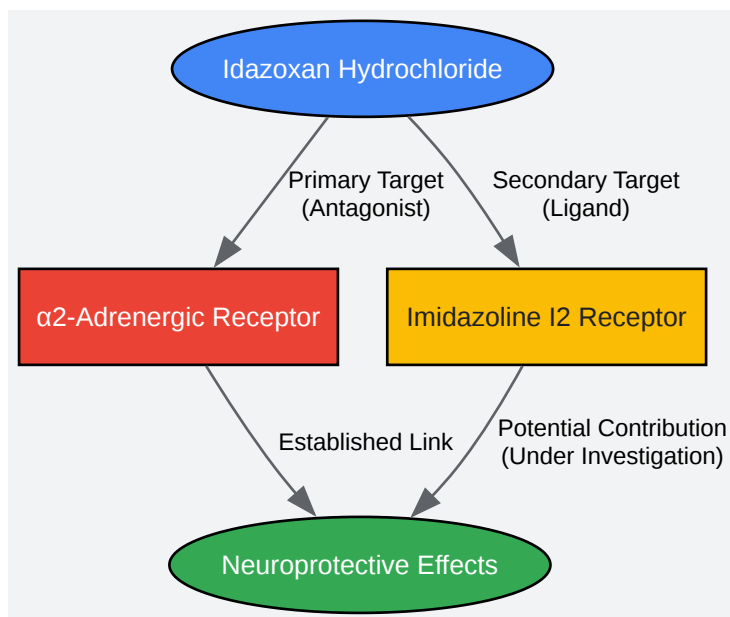 Idazoxan Hydrochloride
Primary Target
(Antagonist)
Secondary Target
(Ligand)
α2-Adrenergic Receptor
Imidazoline I2 Receptor
Established Link
Potential Contribution
(Under Investigation)
Neuroprotective Effects